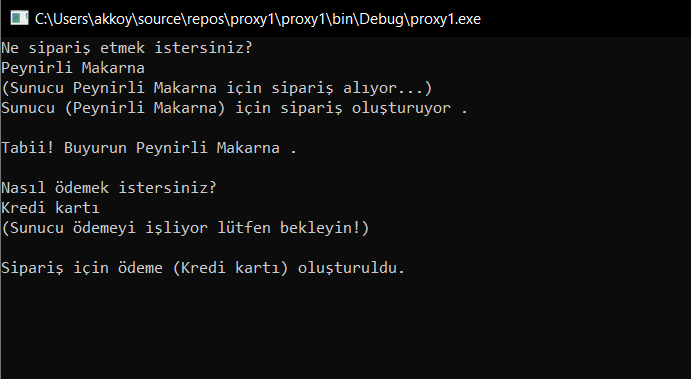 C:\Users\akkoy\source\repos\proxy1\proxy1\bin\Debug\proxy1.exe
Ne sipariş etmek istersiniz?
Peynirli Makarna
(Sunucu Peynirli Makarna için sipariş alıyor...)
Sunucu (Peynirli Makarna) için sipariş oluşturuyor .
Tabii! Buyurun Peynirli Makarna .
Nasıl ödemek istersiniz?
Kredi kartı
(Sunucu ödemeyi işliyor lütfen bekleyin!)
Sipariş için ödeme (Kredi kartı) oluşturuldu.